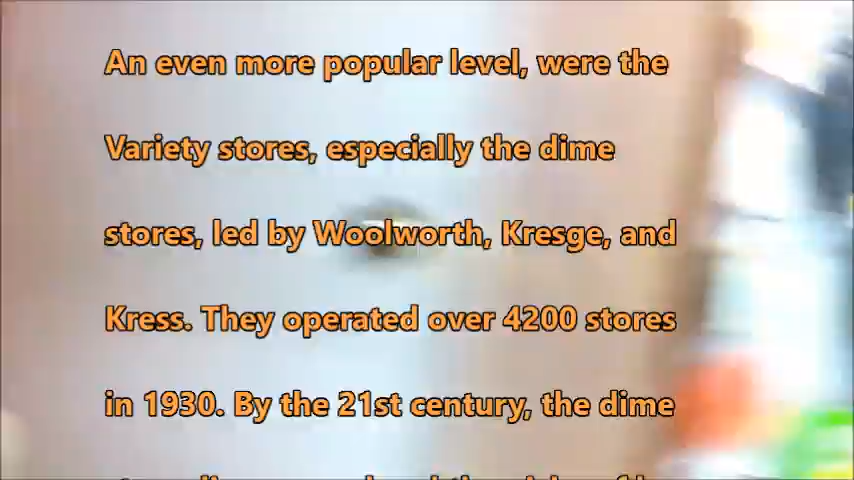 An even more popular level, were the
Variety stores, especially the dime
stores, led by Woolworth, Kresge, and
Kress. They operated over 4200 stores
in 1930. By the 21st century, the dime